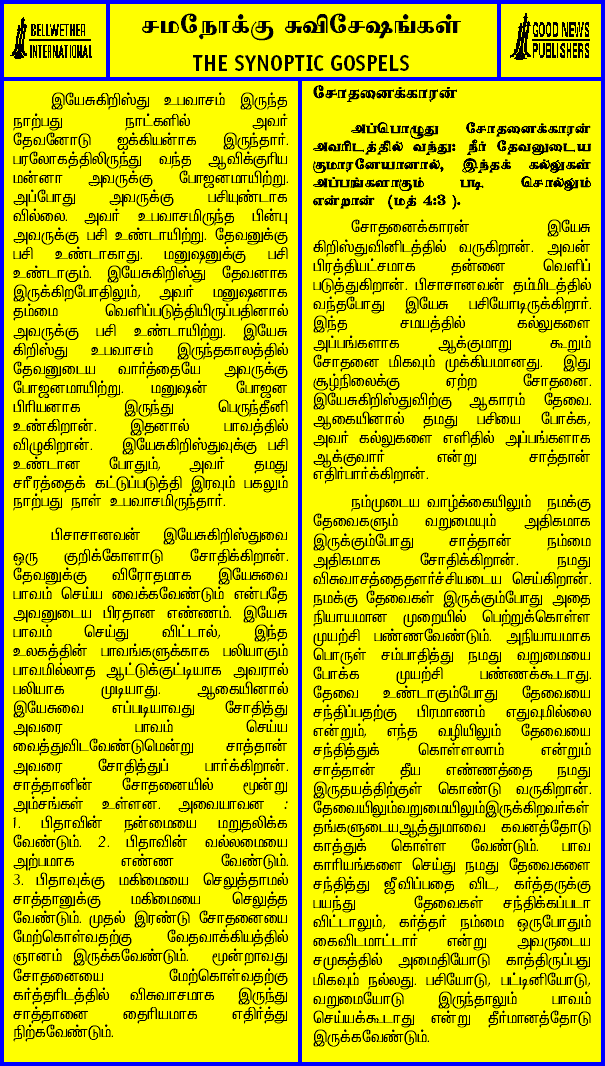 BELLWETHER
INTERNATIONAL
சமநோக்கு சுவிசேஷங்கள்
THE SYNOPTIC GOSPELS
GOOD NEWS
PUBLISHERS
இயேசுகிறிஸ்து உபவாசம் இருந்த
நாற்பது நாட்களில் அவர்
தேவனோடு ஐக்கியனாக இருந்தார்.
பரலோகத்திலிருந்து வந்த ஆவிக்குரிய
மன்னா அவருக்கு போஜனமாயிற்று.
அப்போது அவருக்கு பசியுண்டாக
வில்லை. அவர் உபவாசமிருந்த பின்பு
அவருக்கு பசி உண்டாயிற்று. தேவனுக்கு
பசி உண்டாகாது. மனுஷனுக்கு பசி
உண்டாகும். இயேசுகிறிஸ்து தேவனாக
இருக்கிறபோதிலும், அவர் மனுஷனாக
தம்மை வெளிப்படுத்தியிருப்பதினால்
அவருக்கு பசி உண்டாயிற்று. இயேசு
கிறிஸ்து உபவாசம் இருந்தகாலத்தில்
தேவனுடைய வார்த்தையே அவருக்கு
போஜனமாயிற்று. மனுஷன் போஜன
பிரியனாக இருந்து பெருந்தீனி
உண்கிறான். இதனால் பாவத்தில்
விழுகிறான். இயேசுகிறிஸ்துவுக்கு பசி
உண்டான போதும், அவர் தமது
சரீரத்தைக் கட்டுப்படுத்தி இரவும் பகலும்
நாற்பது நாள் உபவாசமிருந்தார்.
பிசாசானவன் இயேசுகிறிஸ்துவை
ஒரு குறிக்கோளாடு சோதிக்கிறான்.
தேவனுக்கு விரோதமாக இயேசுவை
பாவம் செய்ய வைக்கவேண்டும் என்பதே
அவனுடைய பிரதான எண்ணம். இயேசு
பாவம் செய்து விட்டால், இந்த
உலகத்தின் பாவங்களுக்காக பலியாகும்
பாவமில்லாத ஆட்டுக்குட்டியாக அவரால்
பலியாக முடியாது. ஆகையினால்
இயேசுவை எப்படியாவது சோதித்து
அவரை பாவம் செய்ய
வைத்துவிடவேண்டுமென்று சாத்தான்
அவரை சோதித்துப் பார்க்கிறான்.
சாத்தானின் சோதனையில் மூன்று
அம்சங்கள் உள்ளன. அவையாவன :
1. பிதாவின் நன்மையை மறுதலிக்க
வேண்டும். 2. பிதாவின் வல்லமையை
அற்பமாக எண்ண வேண்டும்.
3. பிதாவுக்கு மகிமையை செலுத்தாமல்
சாத்தானுக்கு மகிமையை செலுத்த
வேண்டும். முதல் இரண்டு சோதனையை
மேற்கொள்வதற்கு வேதவாக்கியத்தில்
ஞானம் இருக்கவேண்டும். மூன்றாவது
சோதனையை மேற்கொள்வதற்கு
கர்த்தரிடத்தில் விசுவாசமாக இருந்து
சாத்தானை தைரியமாக எதிர்த்து
நிற்கவேண்டும்.
சோதனைக்காரன்
அப்பொழுது சோதனைக்காரன்
அவரிடத்தில் வந்து: நீர் தேவனுடைய
குமாரனேயானால், இந்தக் கல்லுகள்
அப்பங்களாகும் படி சொல்லும்
என்றான் (மத் 4:3 ).
சோதனைக்காரன் இயேசு
கிறிஸ்துவினிடத்தில் வருகிறான். அவன்
பிரத்தியட்சமாக தன்னை வெளிப்
படுத்துகிறான். பிசாசானவன் தம்மிடத்தில்
வந்தபோது இயேசு பசியோடிருக்கிறார்.
இந்த சமயத்தில் கல்லுகளை
அப்பங்களாக ஆக்குமாறு கூறும்
சோதனை மிகவும் முக்கியமானது. இது
சூழ்நிலைக்கு ஏற்ற சோதனை.
இயேசுகிறிஸ்துவிற்கு ஆகாரம் தேவை.
ஆகையினால் தமது பசியை போக்க,
அவர் கல்லுகளை எளிதில் அப்பங்களாக
ஆக்குவார் என்று சாத்தான்
எதிர்பார்க்கிறான்.
நம்முடைய வாழ்க்கையிலும் நமக்கு
தேவைகளும் வறுமையும் அதிகமாக
இருக்கும்போது சாத்தான் நம்மை
அதிகமாக சோதிக்கிறான். நமது
விசுவாசத்தைதளர்ச்சியடைய செய்கிறான்.
நமக்கு தேவைகள் இருக்கும்போது அதை
நியாயமான முறையில் பெற்றுக்கொள்ள
முயற்சி பண்ணவேண்டும். அநியாயமாக
பொருள் சம்பாதித்து நமது வறுமையை
போக்க முயற்சி பண்ணக்கூடாது.
தேவை உண்டாகும்போது தேவையை
சந்திப்பதற்கு பிரமாணம் எதுவுமில்லை
என்றும், எந்த வழியிலும் தேவையை
சந்தித்துக் கொள்ளலாம் என்றும்
சாத்தான் தீய எண்ணத்தை நமது
இருதயத்திற்குள் கொண்டு வருகிறான்.
தேவையிலும்வறுமையிலும்இருக்கிறவர்கள்
தங்களுடையஆத்துமாவை கவனத்தோடு
காத்துக் கொள்ள வேண்டும். பாவ
காரியங்களை செய்து நமது தேவைகளை
சந்தித்து ஜீவிப்பதை விட, கர்த்தருக்கு
பயந்து தேவைகள் சந்திக்கப்படா
விட்டாலும், கர்த்தர் நம்மை ஒருபோதும்
கைவிடமாட்டார் என்று அவருடைய
சமுகத்தில் அமைதியோடு காத்திருப்பது
மிகவும் நல்லது. பசியோடு, பட்டினியோடு,
வறுமையோடு இருந்தாலும் பாவம்
செய்யக்கூடாது என்று தீர்மானத்தோடு
இருக்கவேண்டும்.